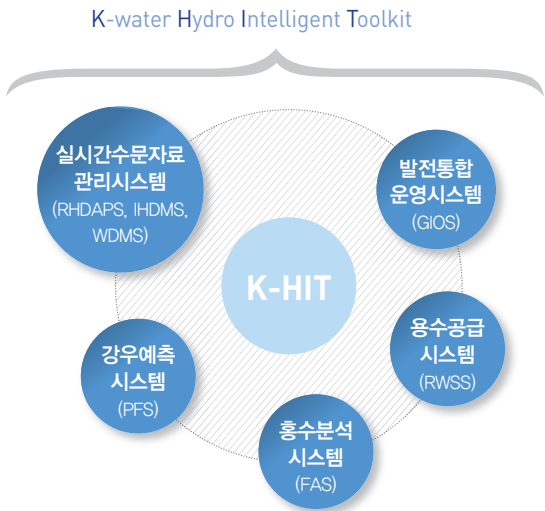 K-water Hydro Intelligent Toolkit
실시간수문자료
관리시스템
(RHDAPS, IHDMS,
WDMS)
발전통합
운영시스템
(GIOS)
K-HIT
용수공급
시스템
(RWSS)
강우예측
시스템
(PFS)
홍수분석
시스템
(FAS)